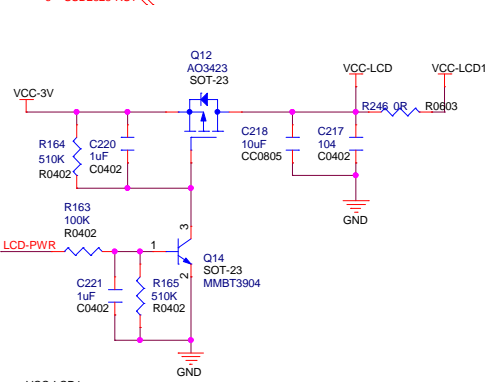 Q12
AO3423
SOT-23
VCC-LCD
VCC-LCD1
VCC-3V
R246 0R
R0603
R164
510K
R0402
C220
1uF
C0402
C218
10uF
CC0805
C217
104
C0402
GND
R163
100K
R0402
LCD-PWR
3
1
2
Q14
SOT-23
MMBT3904
C221
1uF
C0402
R165
510K
R0402
GND